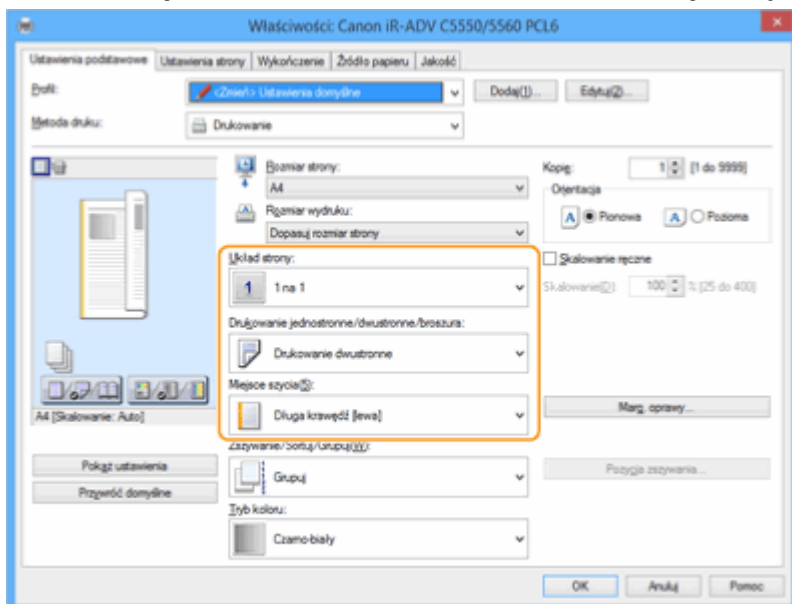 Właściwości: Canon iR-ADV C5550/5560 PCL6
Ustawienia podstawowe Ustawienia strony Wykończenie Źródło papieru Jakość
Profil: <Zmień> Ustawienia domyślne Dodaj(1)... Edytuj(2)...
Metoda druku: Drukowanie
Rozmiar strony: Kopie: 1 [1 do 9999]
A4 Orientacja
Rozmiar wydruku: A Pionowa A Pozioma
Dopasuj rozmiar strony
Układ strony: Skalowanie ręczne
1 1 na 1 Skalowanie(D): 100 % [25 do 400]
Drukowanie jednostronne/dwustronne/broszura:
Drukowanie dwustronne
Miejsce szycia(S):
Długa krawędź [lewa] Marg. oprawy...
A4 [Skalowanie: Auto]
Zszywanie/Sortuj/Grupuj(W):
Pokaż ustawienia Grupuj Pozycja zszywania...
Przywróć domyślne
Tryb koloru:
Czarno-biały
OK Anuluj Pomoc